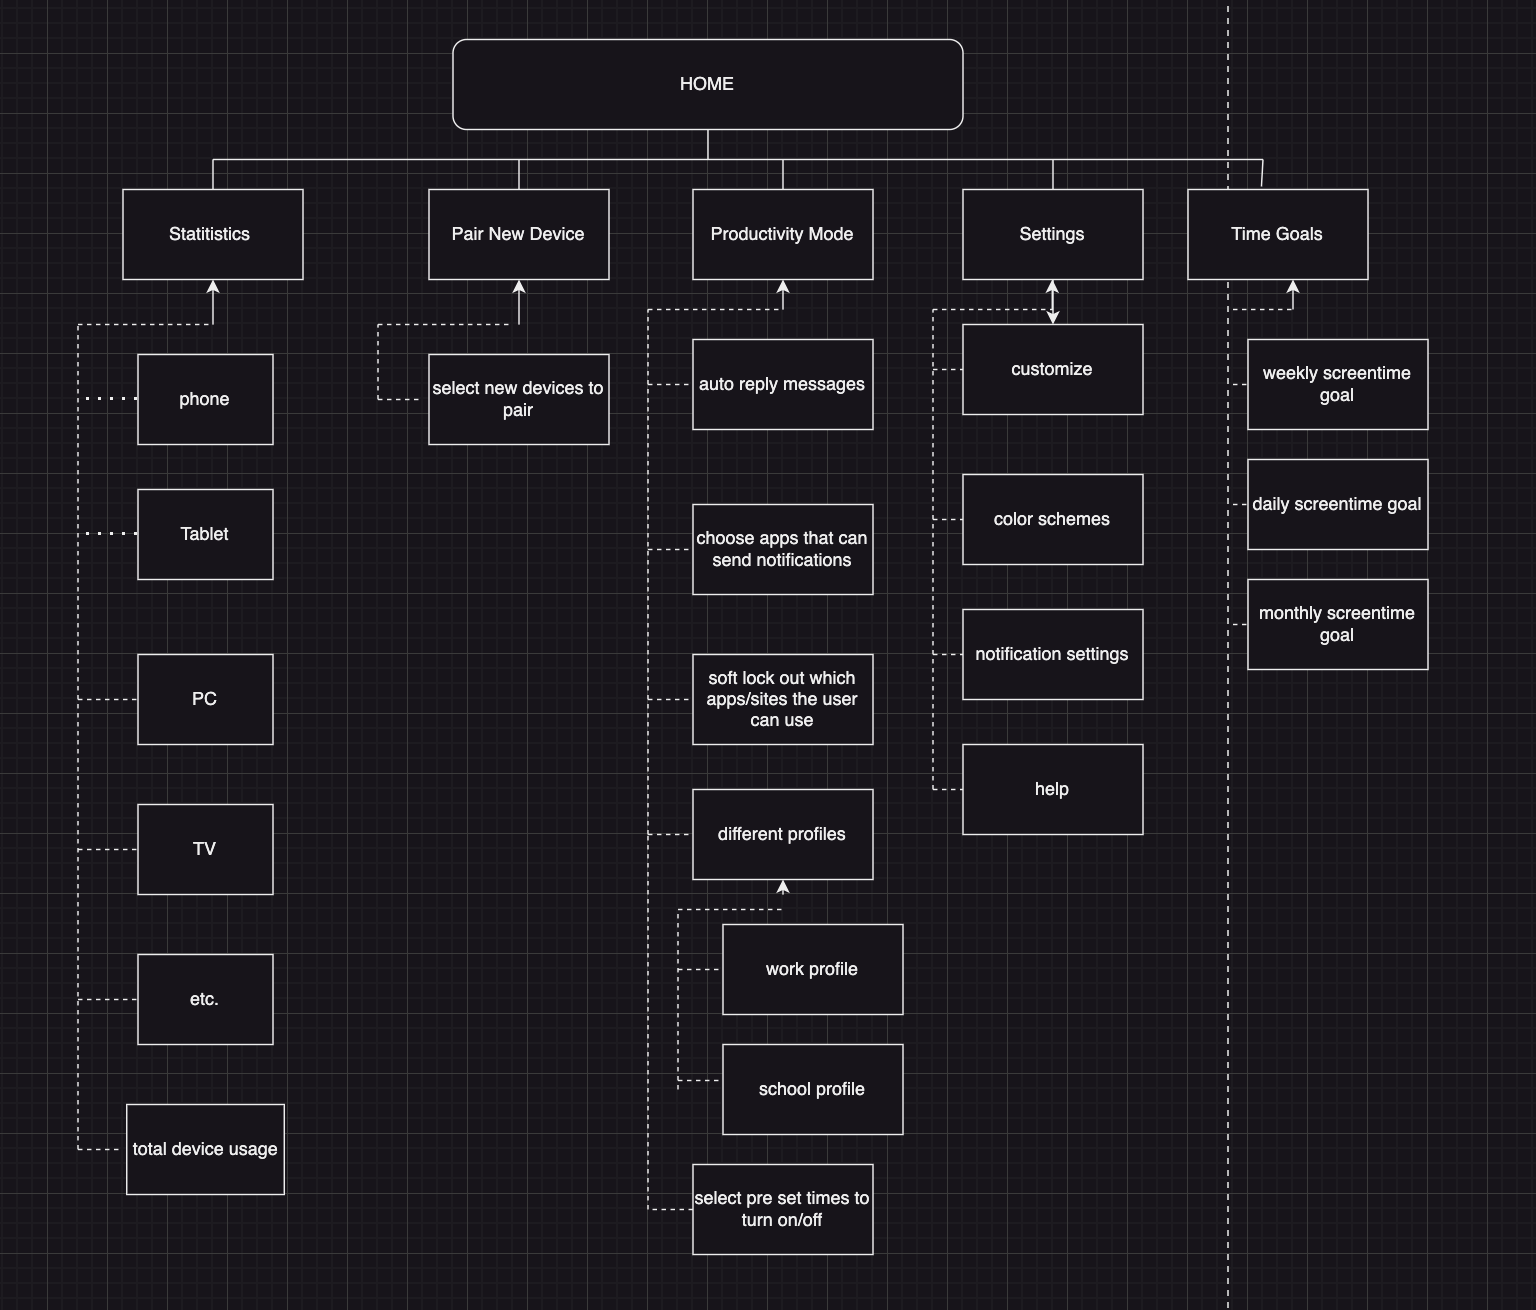 HOME
Statitistics
Pair New Device
Productivity Mode
Settings
Time Goals
phone
Tablet
PC
TV
etc.
total device usage
select new devices to
pair
auto reply messages
choose apps that can
send notifications
soft lock out which
apps/sites the user
can use
different profiles
work profile
school profile
select pre set times to
turn on/off
customize
color schemes
notification settings
help
weekly screentime
goal
daily screentime goal
monthly screentime
goal